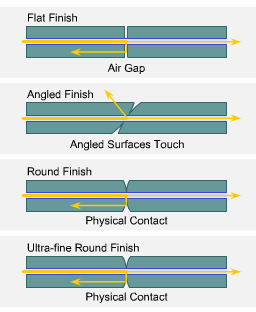 Flat Finish
Air Gap
Angled Finish
Angled Surfaces Touch
Round Finish
Physical Contact
Ultra-fine Round Finish
Physical Contact